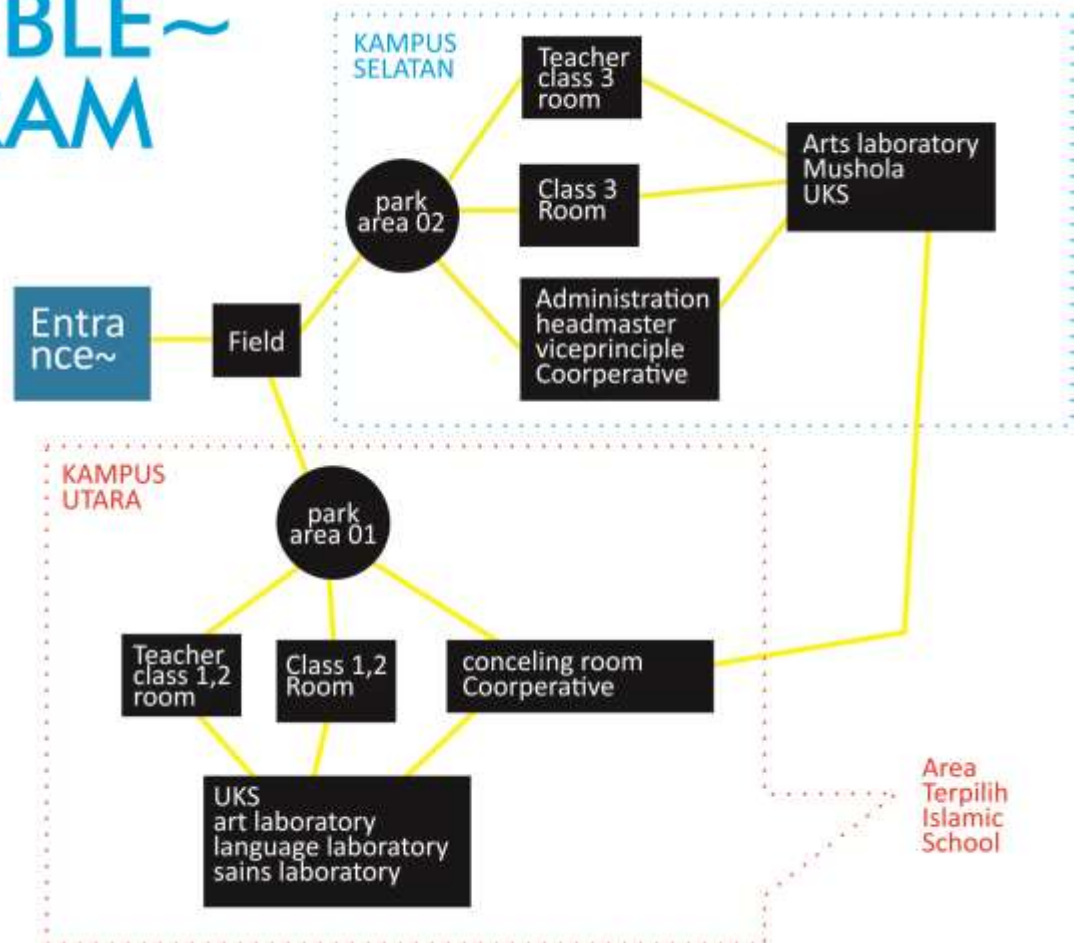 BLE~
RAM
KAMPUS
SELATAN
Teacher
class 3
room
Arts laboratory
Mushola
UKS
park
area 02
Class 3
Room
Administration
headmaster
viceprinciple
Coorperative
Entra
nce~
Field
KAMPUS
UTARA
park
area 01
Teacher
class 1,2
room
Class 1,2
Room
conceling room
Coorperative
UKS
art laboratory
language laboratory
sains laboratory
Area
Terpilih
Islamic
School